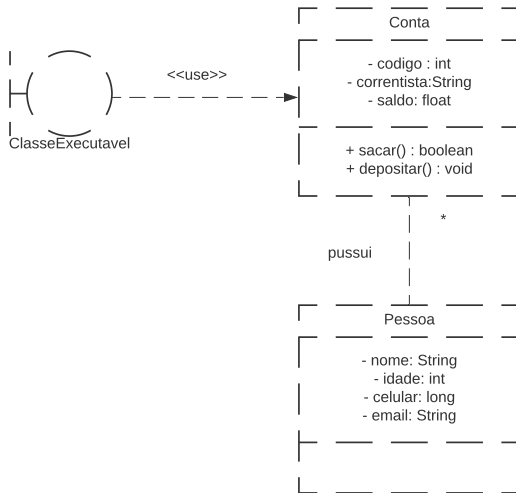 Conta
<<use>>
- codigo : int
- correntista:String
- saldo: float
ClasseExecutavel
+ sacar() : boolean
+ depositar() : void
*
pussui
Pessoa
- nome: String
- idade: int
- celular: long
- email: String